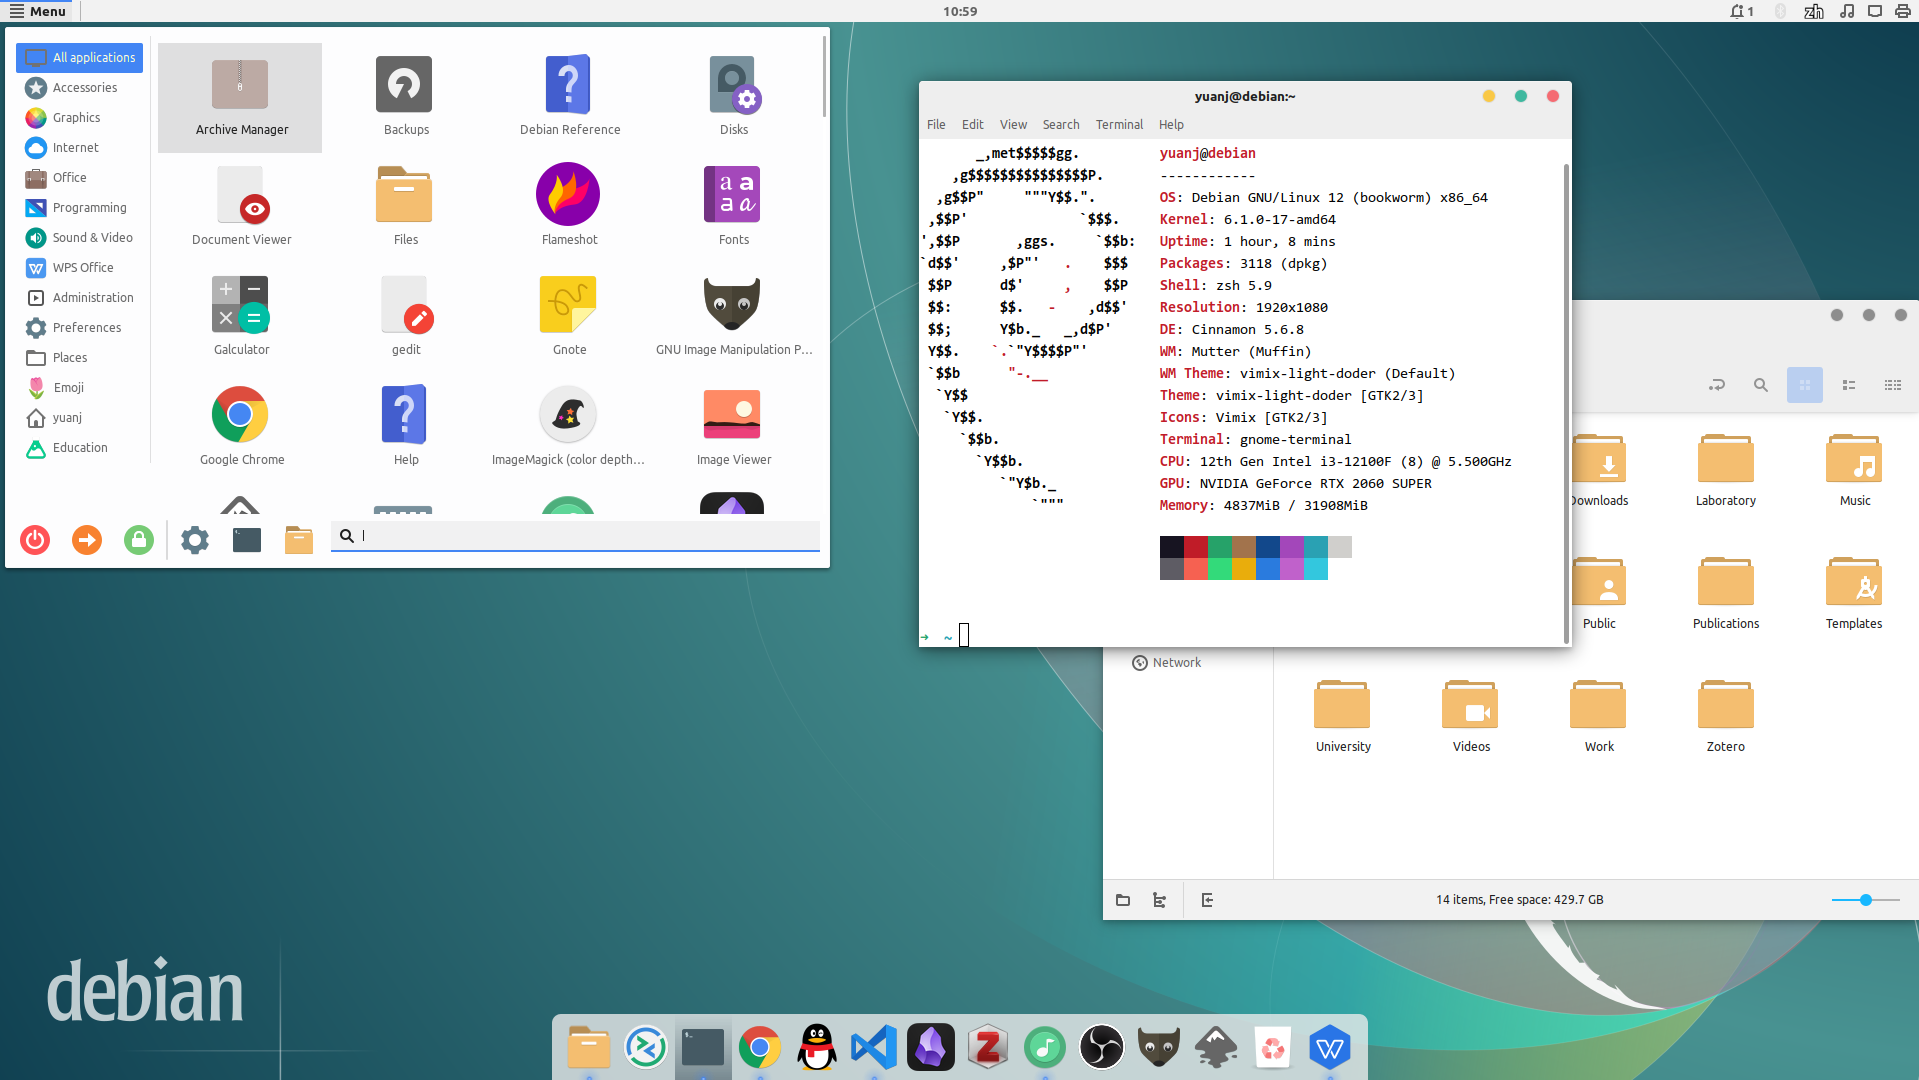 Menu
10:59
1
zh
All applications
Accessories
Graphics
Internet
Office
Programming
Sound & Video
WPS Office
Administration
Preferences
Places
Emoji
yuanj
Education
Archive Manager
Backups
Debian Reference
Disks
Document Viewer
Files
Flameshot
Fonts
Galculator
gedit
Gnote
GNU Image Manipulation P...
Google Chrome
Help
ImageMagick (color depth...
Image Viewer
yuanj@debian:~
File Edit View Search Terminal Help
       _,met$$$$$gg.          yuanj@debian
    ,g$$$$$$$$$$$$$$$P.       ------------
  ,g$$P"     """Y$$.".        OS: Debian GNU/Linux 12 (bookworm) x86_64
 ,$$P'              `$$$.     Kernel: 6.1.0-17-amd64
',$$P       ,ggs.     `$$b:   Uptime: 1 hour, 8 mins
`d$$'     ,$P"'   .    $$$    Packages: 3118 (dpkg)
 $$P      d$'     ,    $$P    Shell: zsh 5.9
 $$:      $$.   -    ,d$$'    Resolution: 1920x1080
 $$;      Y$b._   _,d$P'      DE: Cinnamon 5.6.8
 Y$$.    `.`"Y$$$$P"'         WM: Mutter (Muffin)
 `$$b      "-.__              WM Theme: vimix-light-doder (Default)
  `Y$$                        Theme: vimix-light-doder [GTK2/3]
   `Y$$.                      Icons: Vimix [GTK2/3]
     `$$b.                    Terminal: gnome-terminal
       `Y$$b.                 CPU: 12th Gen Intel i3-12100F (8) @ 5.500GHz
          `"Y$b._             GPU: NVIDIA GeForce RTX 2060 SUPER
              `"""            Memory: 4837MiB / 31908MiB
➜  ~
Downloads
Laboratory
Music
Public
Publications
Templates
Network
University
Videos
Work
Zotero
14 items, Free space: 429.7 GB
debian